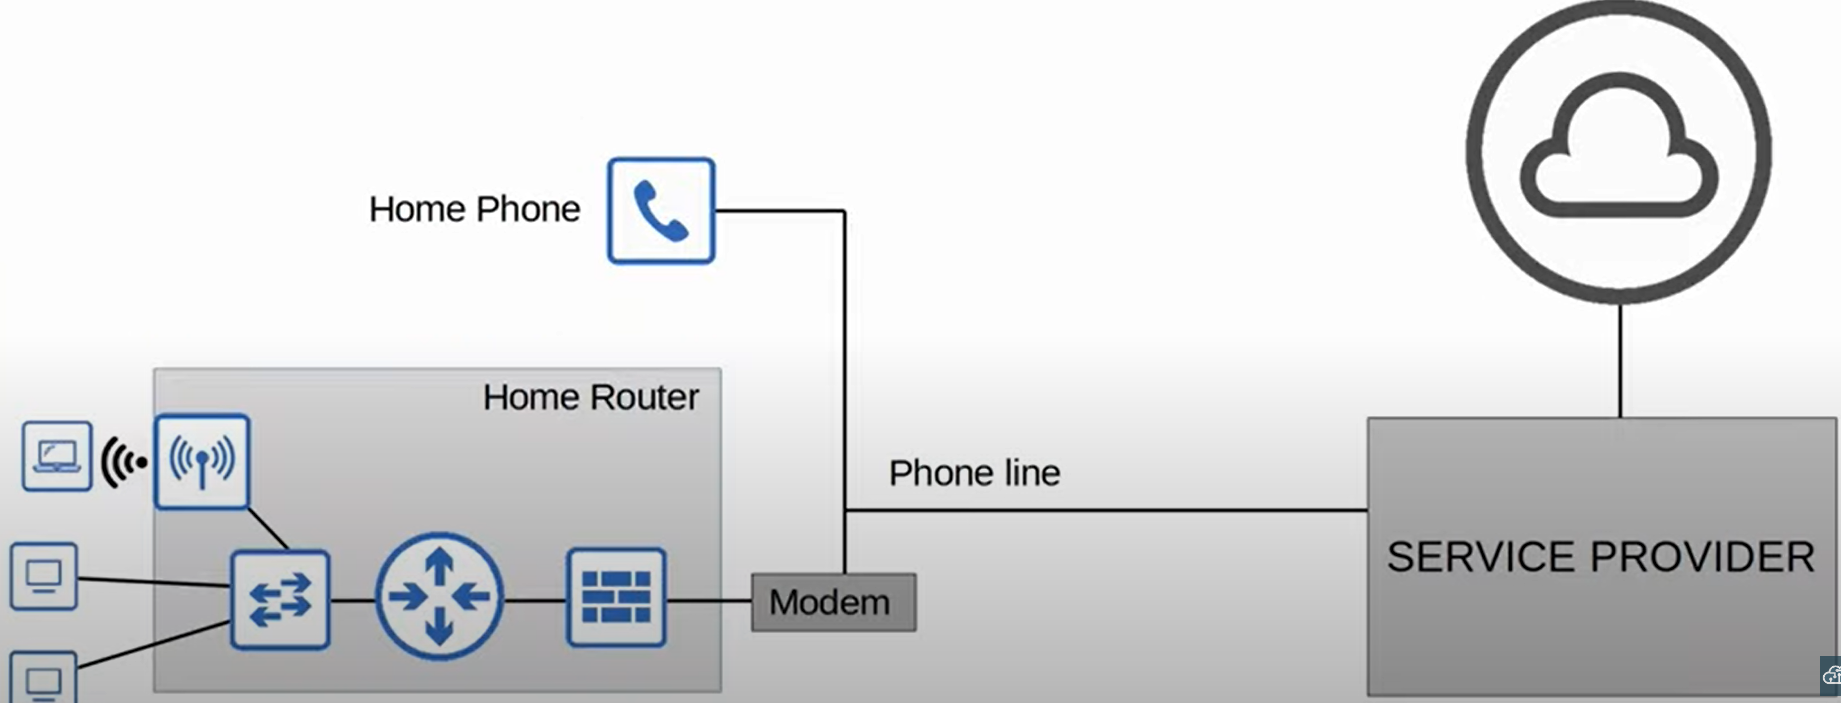 Home Phone
Home Router
Phone line
SERVICE PROVIDER
Modem